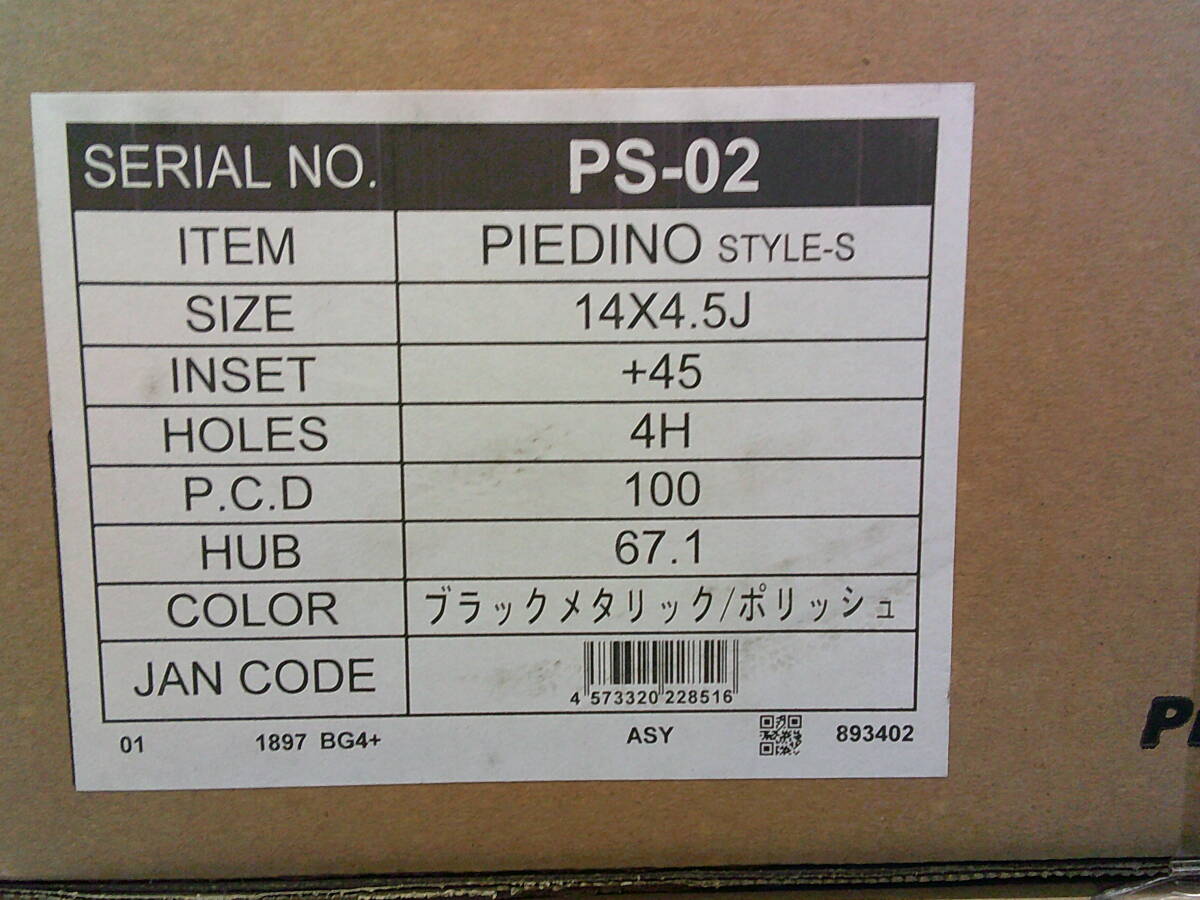 SERIAL NO. PS-02
ITEM PIEDINO STYLE-S
SIZE 14X4.5J
INSET +45
HOLES 4H
P.C.D 100
HUB 67.1
COLOR ブラックメタリック/ポリッシュ
JAN CODE 4 573320 228516
01 1897 BG4+ ASY 893402